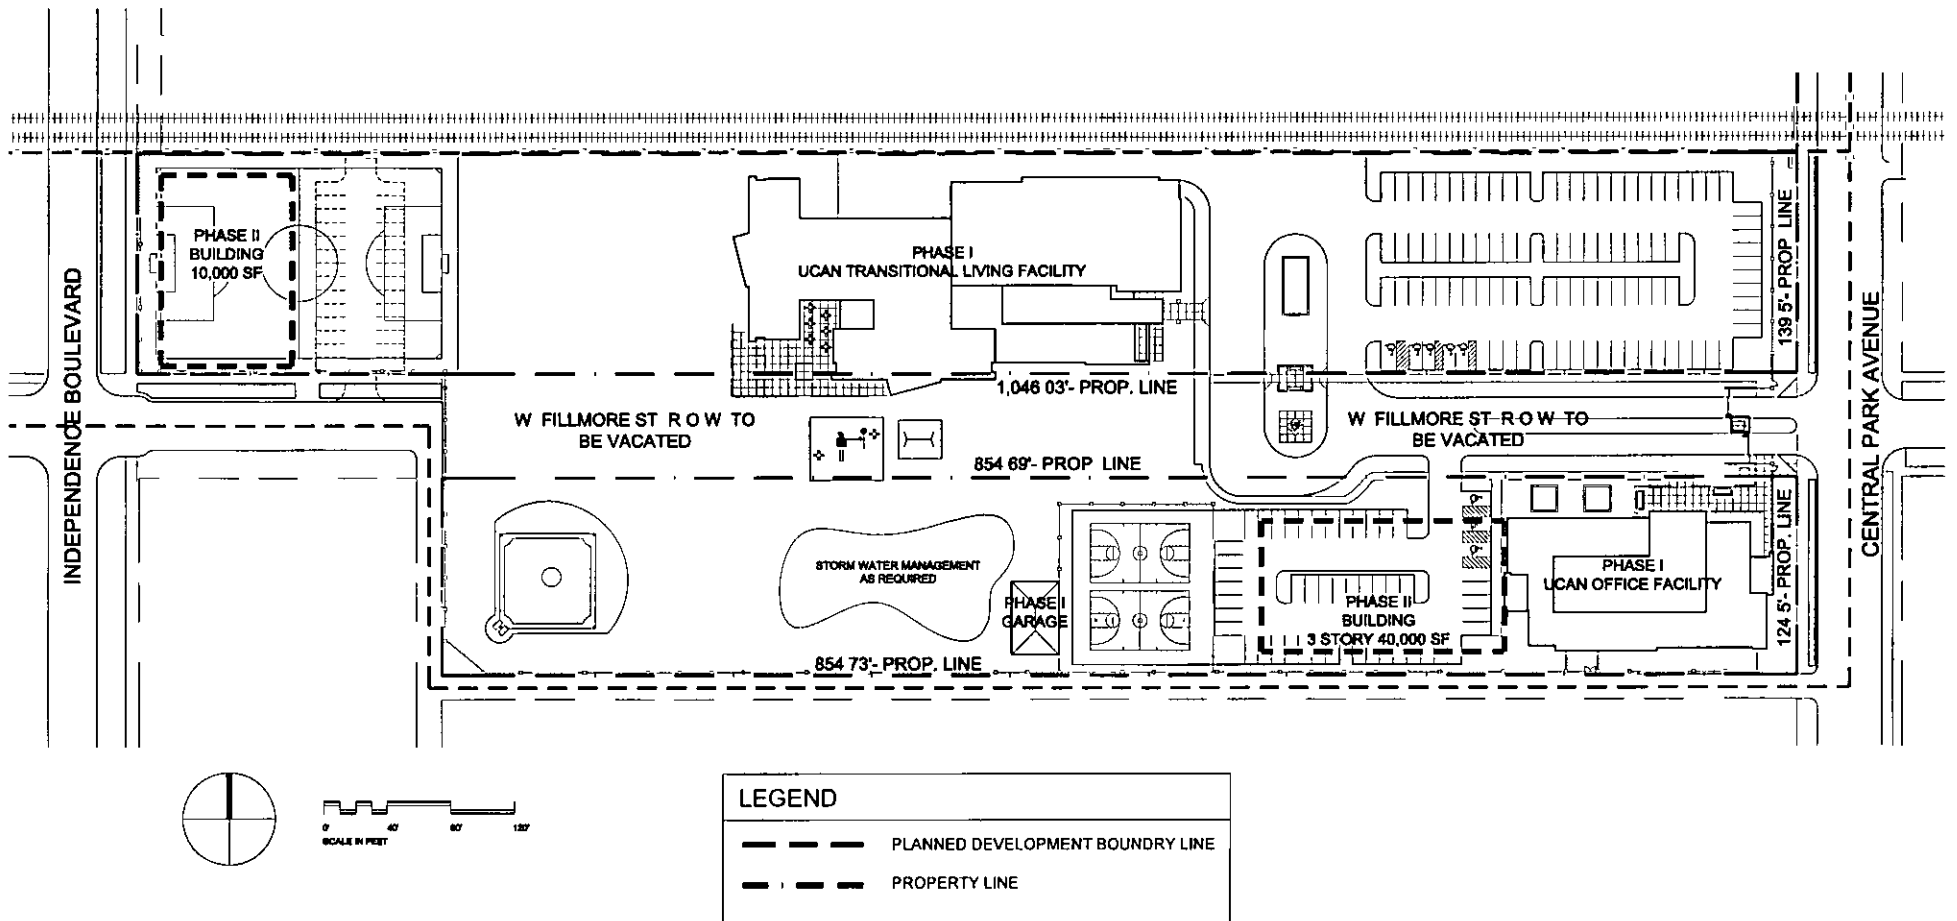 PHASE II
BUILDING
10,000 SF
PHASE I
UCAN TRANSITIONAL LIVING FACILITY
139 5'- PROP LINE
INDEPENDENCE BOULEVARD
CENTRAL PARK AVENUE
1,046 03'- PROP. LINE
W FILLMORE ST R O W TO
BE VACATED
W FILLMORE ST R O W TO
BE VACATED
854 69'- PROP LINE
STORM WATER MANAGEMENT
AS REQUIRED
PHASE I
GARAGE
PHASE II
BUILDING
3 STORY 40,000 SF
PHASE I
UCAN OFFICE FACILITY
124 5'- PROP. LINE
854 73'- PROP. LINE
0' 40' 80' 120'
SCALE IN FEET
LEGEND
PLANNED DEVELOPMENT BOUNDRY LINE
PROPERTY LINE